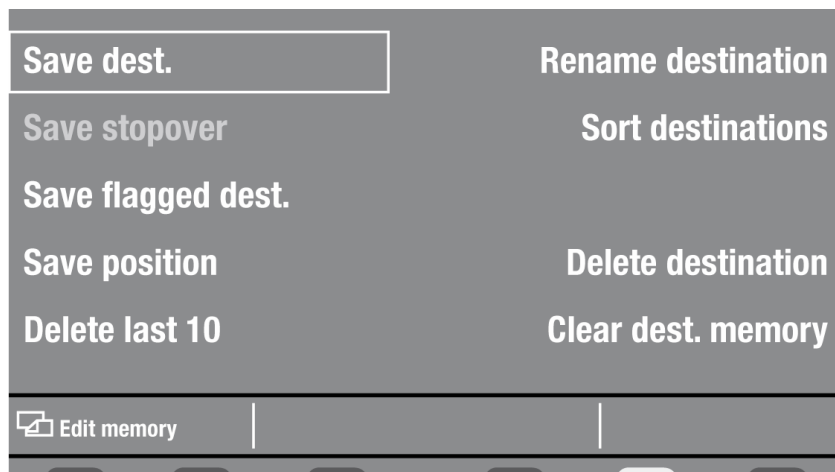 Save dest.
Rename destination
Save stopover
Sort destinations
Save flagged dest.
Save position
Delete destination
Delete last 10
Clear dest. memory
Edit memory